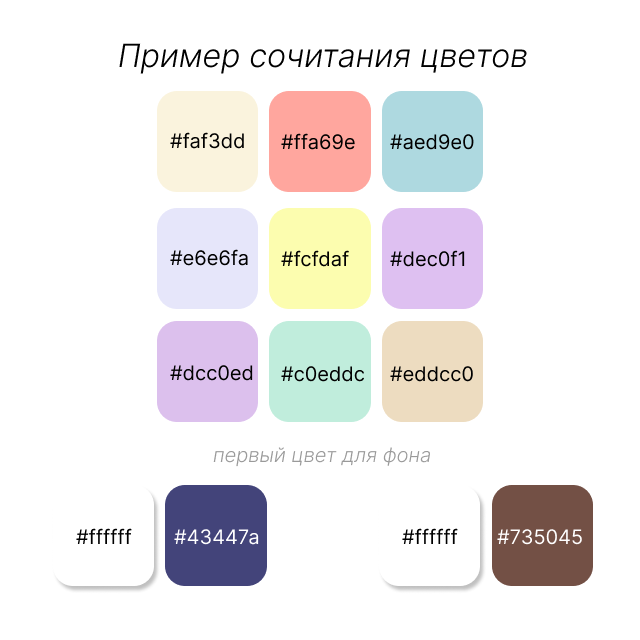 Пример сочитания цветов
#faf3dd #ffa69e #aed9e0
#e6e6fa #fcfdaf #dec0f1
#dcc0ed #c0eddc #eddcc0
первый цвет для фона
#ffffff #43447a #ffffff #735045